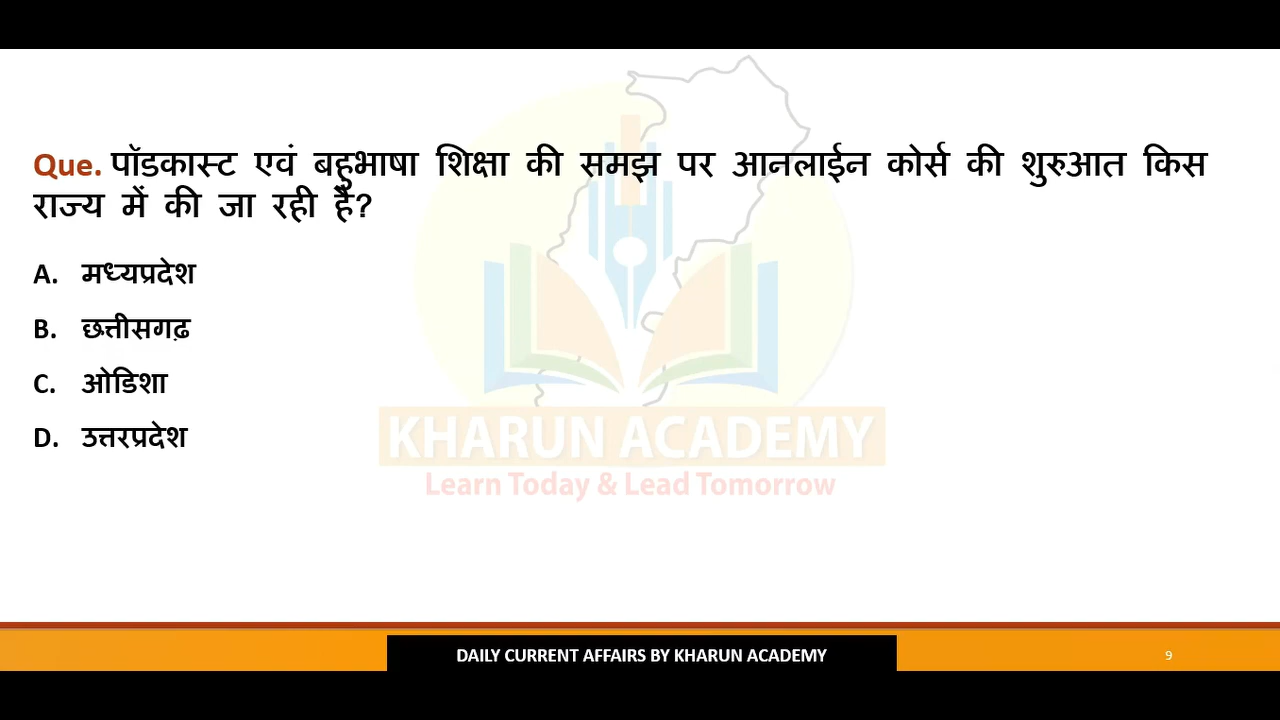 Que. पॉडकास्ट एवं बहुभाषा शिक्षा की समझ पर आनलाईन कोर्स की शुरुआत किस
राज्य में की जा रही है?
A. मध्यप्रदेश
B. छत्तीसगढ़
C. ओडिशा
D. उत्तरप्रदेश
KHARUN ACADEMY
Learn Today & Lead Tomorrow
DAILY CURRENT AFFAIRS BY KHARUN ACADEMY
9